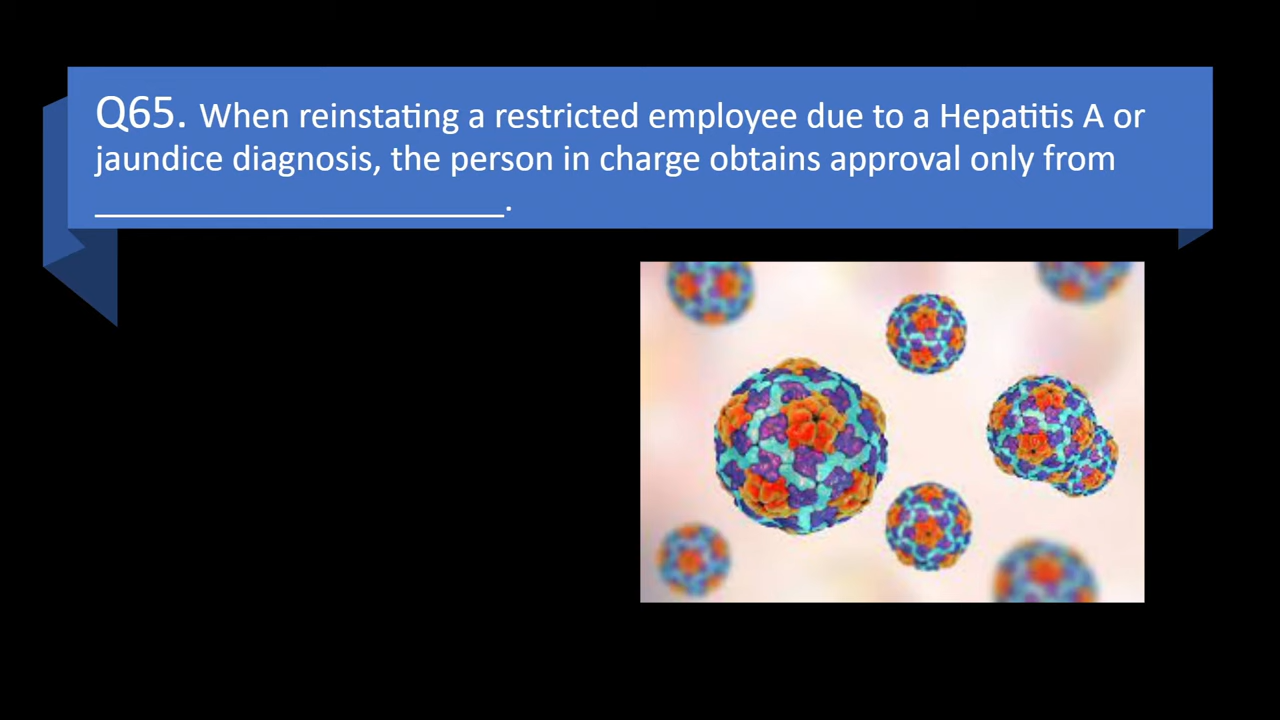 Q65. When reinstating a restricted employee due to a Hepatitis A or
jaundice diagnosis, the person in charge obtains approval only from
______________________.